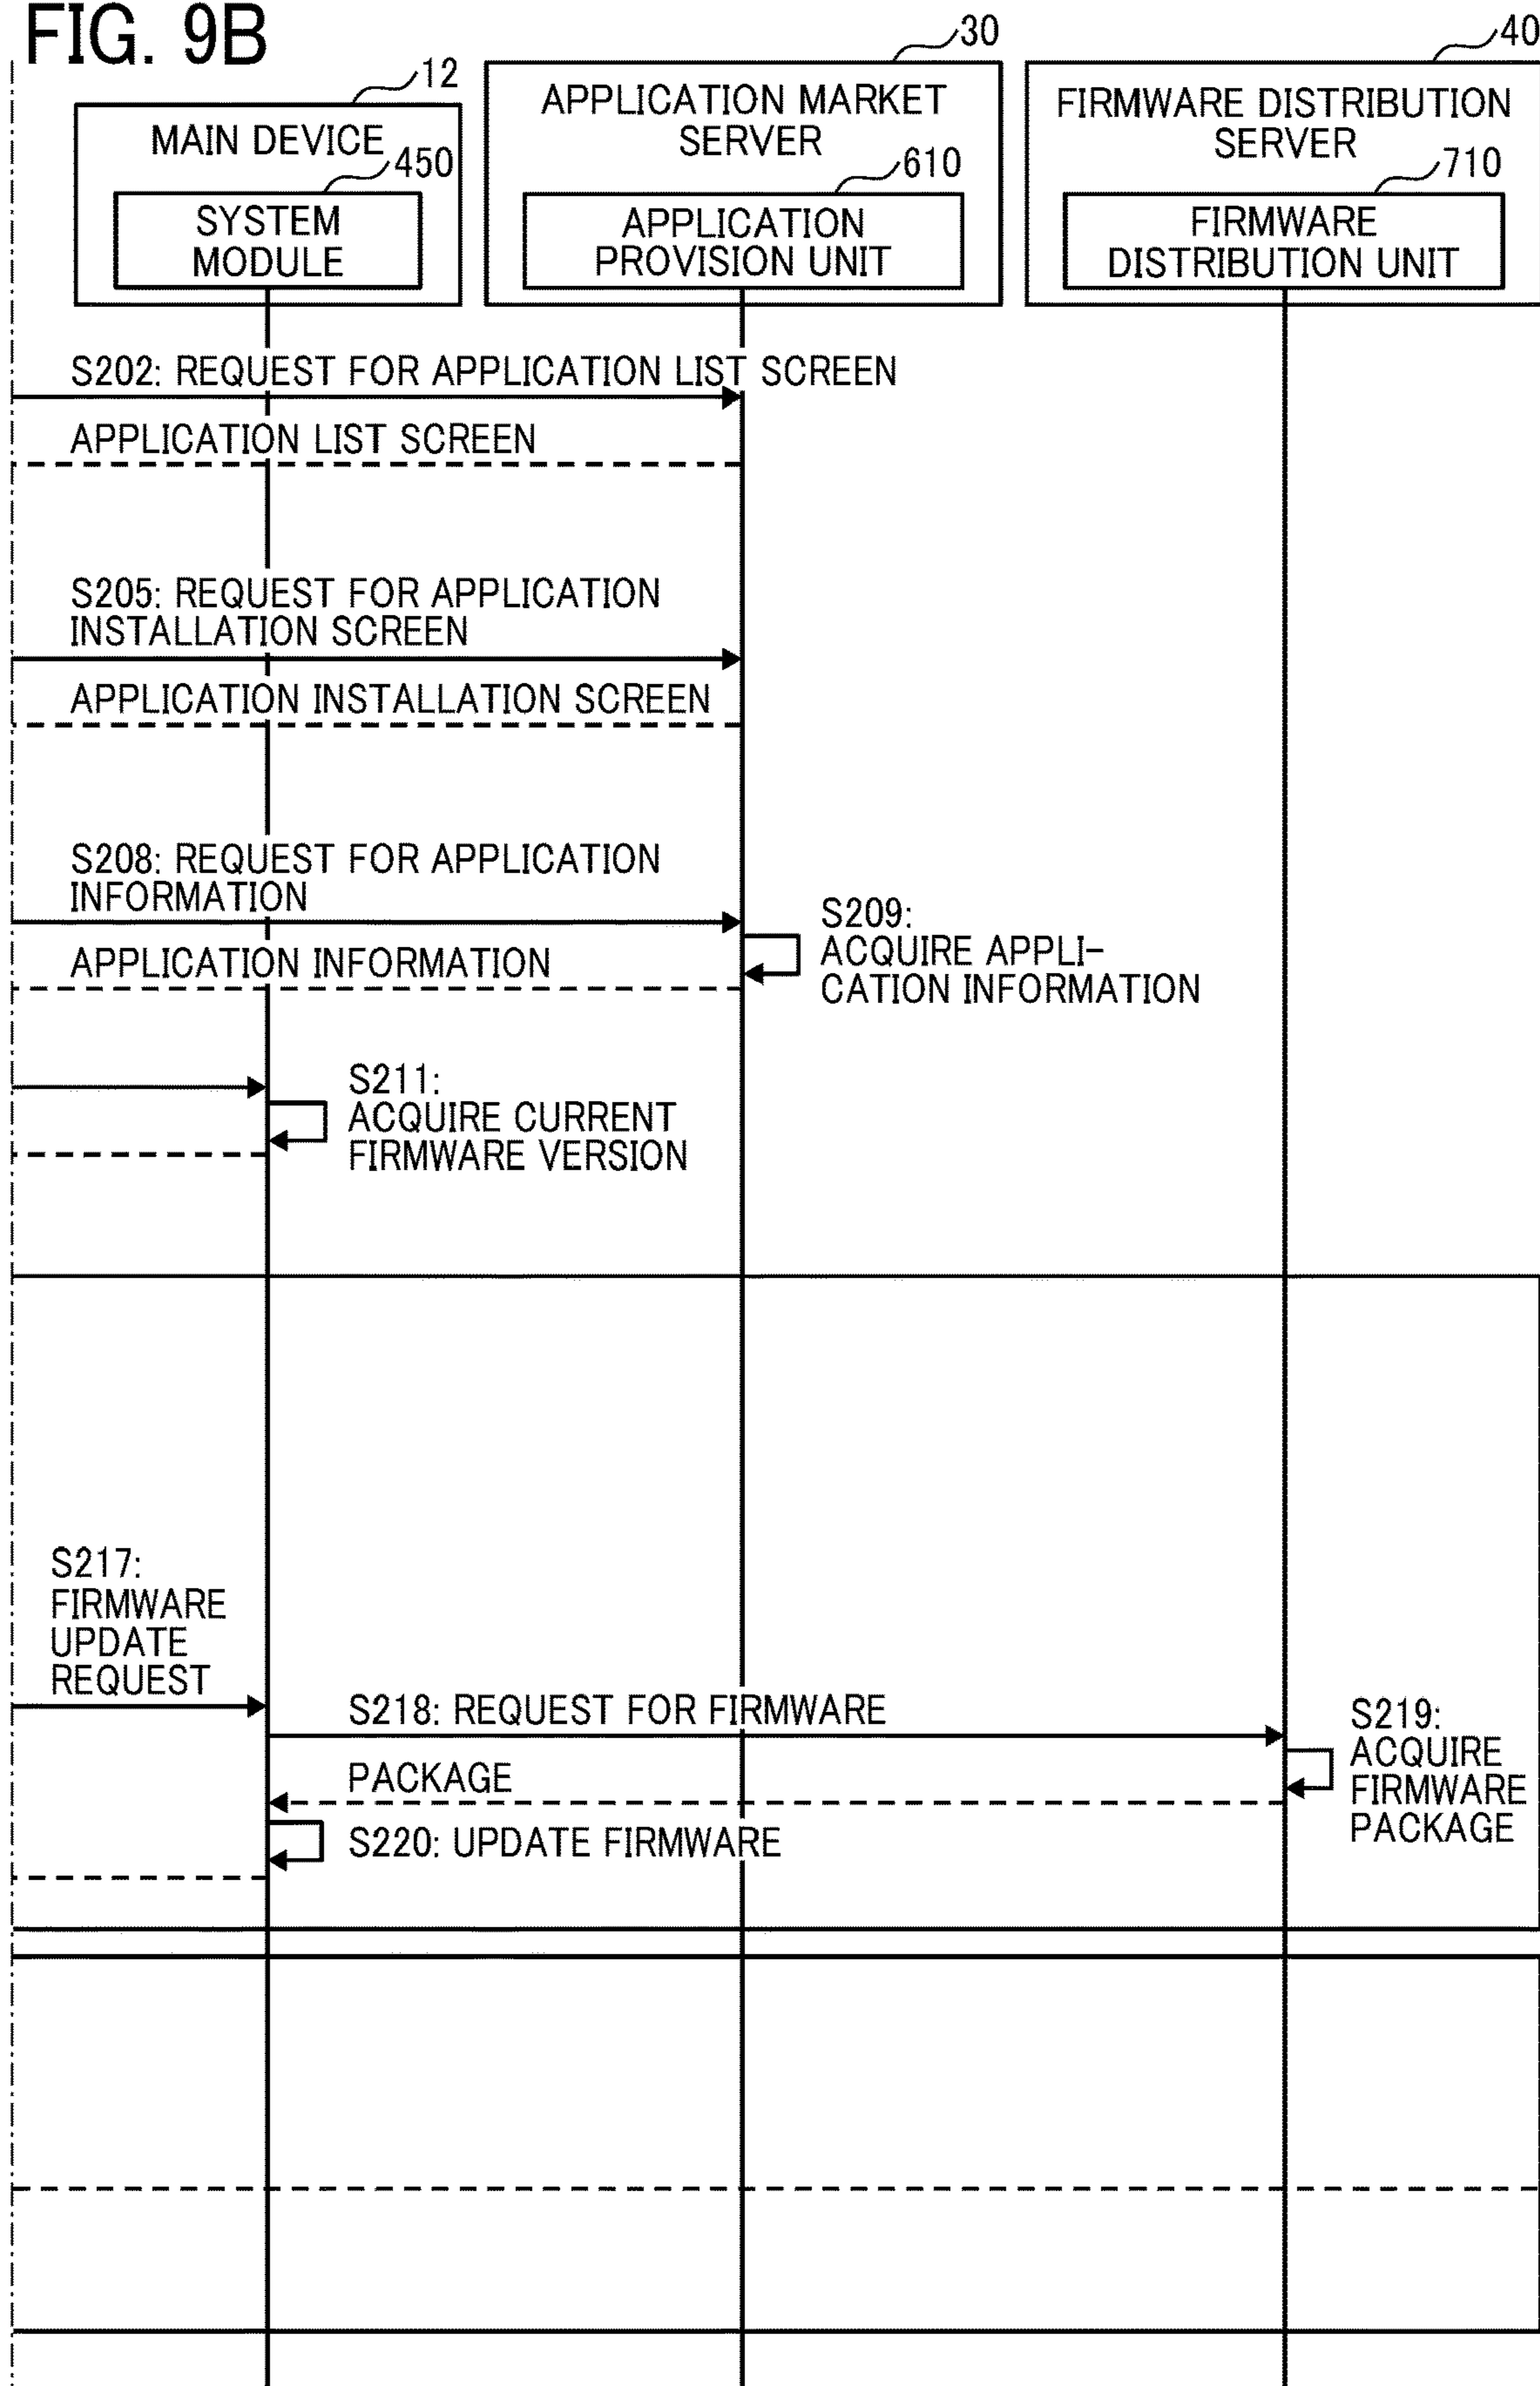 FIG. 9B
12
MAIN DEVICE
450
SYSTEM
MODULE
30
APPLICATION MARKET
SERVER
610
APPLICATION
PROVISION UNIT
40
FIRMWARE DISTRIBUTION
SERVER
710
FIRMWARE
DISTRIBUTION UNIT
S202: REQUEST FOR APPLICATION LIST SCREEN
APPLICATION LIST SCREEN
S205: REQUEST FOR APPLICATION
INSTALLATION SCREEN
APPLICATION INSTALLATION SCREEN
S208: REQUEST FOR APPLICATION
INFORMATION
S209:
ACQUIRE APPLI-
CATION INFORMATION
APPLICATION INFORMATION
S211:
ACQUIRE CURRENT
FIRMWARE VERSION
S217:
FIRMWARE
UPDATE
REQUEST
S218: REQUEST FOR FIRMWARE
S219:
ACQUIRE
FIRMWARE
PACKAGE
PACKAGE
S220: UPDATE FIRMWARE